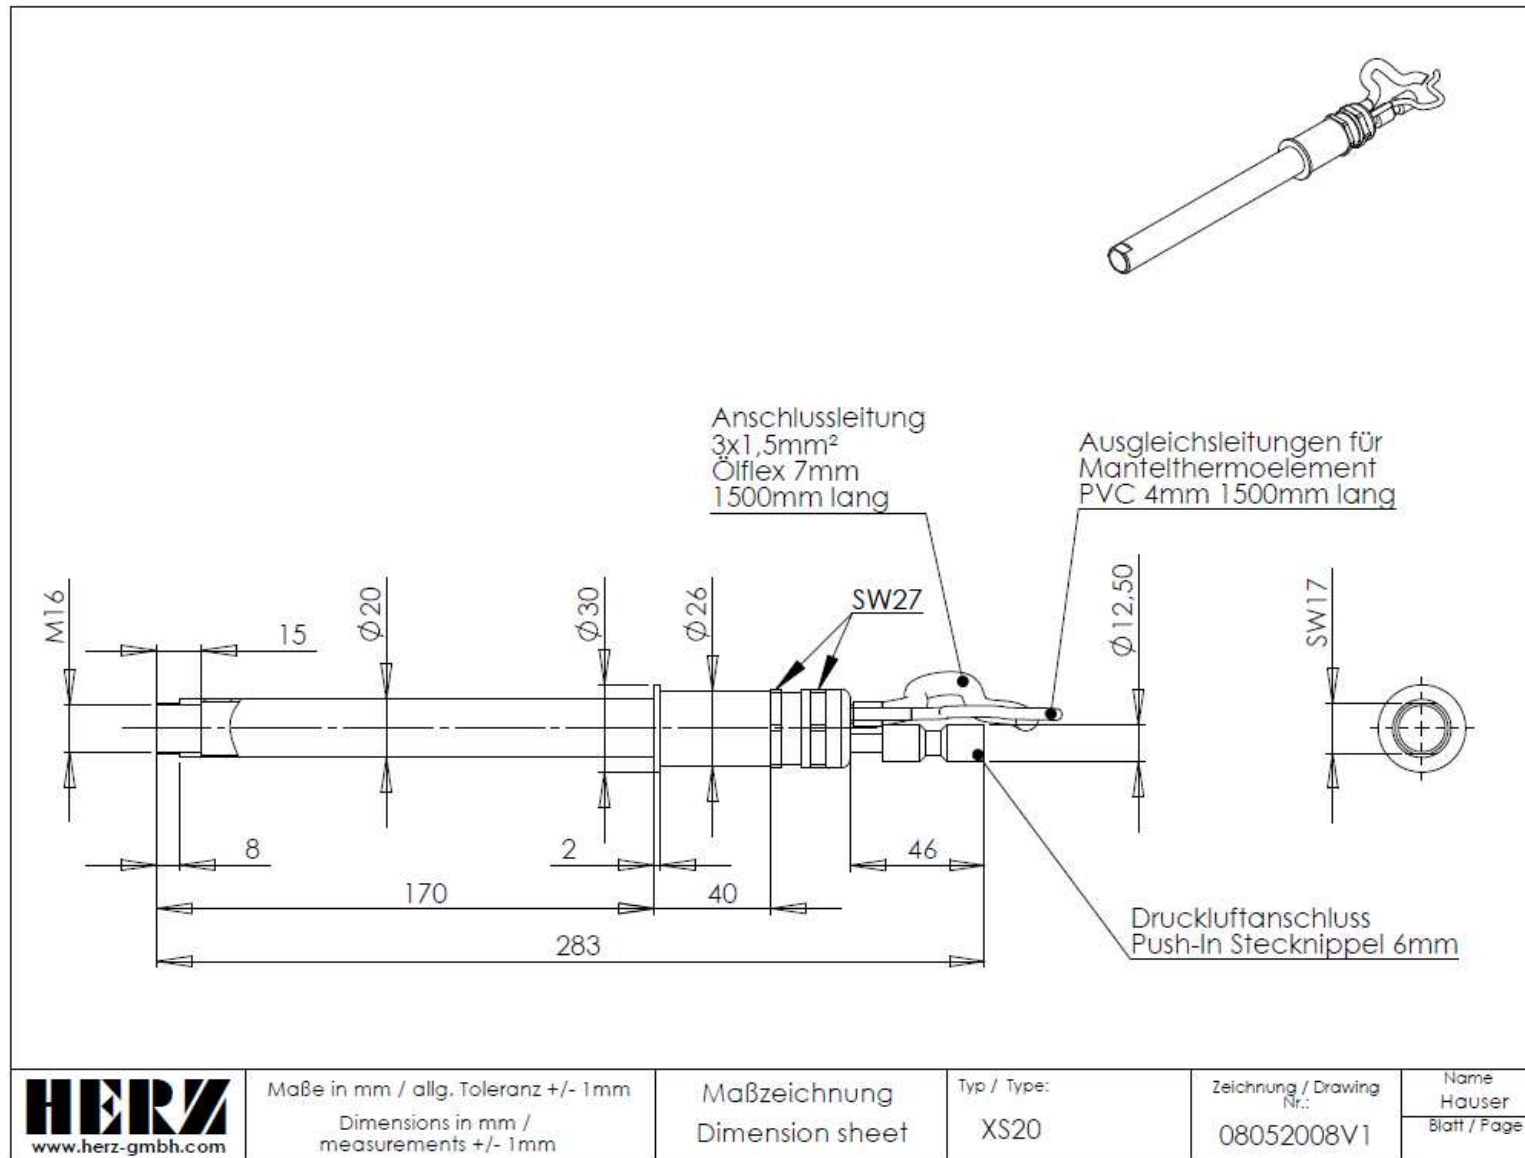 Anschlussleitung
3x1,5mm²
Ölflex 7mm
1500mm lang
Ausgleichsleitungen für
Mantelthermoelement
PVC 4mm 1500mm lang
M16
15
Ø20
Ø30
Ø26
SW27
Ø12,50
SW17
8
2
46
170
40
283
Druckluftanschluss
Push-In Stecknippel 6mm
HERZ
www.herz-gmbh.com
Maße in mm / allg. Toleranz +/- 1mm
Dimensions in mm /
measurements +/- 1mm
Maßzeichnung
Dimension sheet
Typ / Type:
XS20
Zeichnung / Drawing
Nr.:
08052008V1
Name
Hauser
Blatt / Page